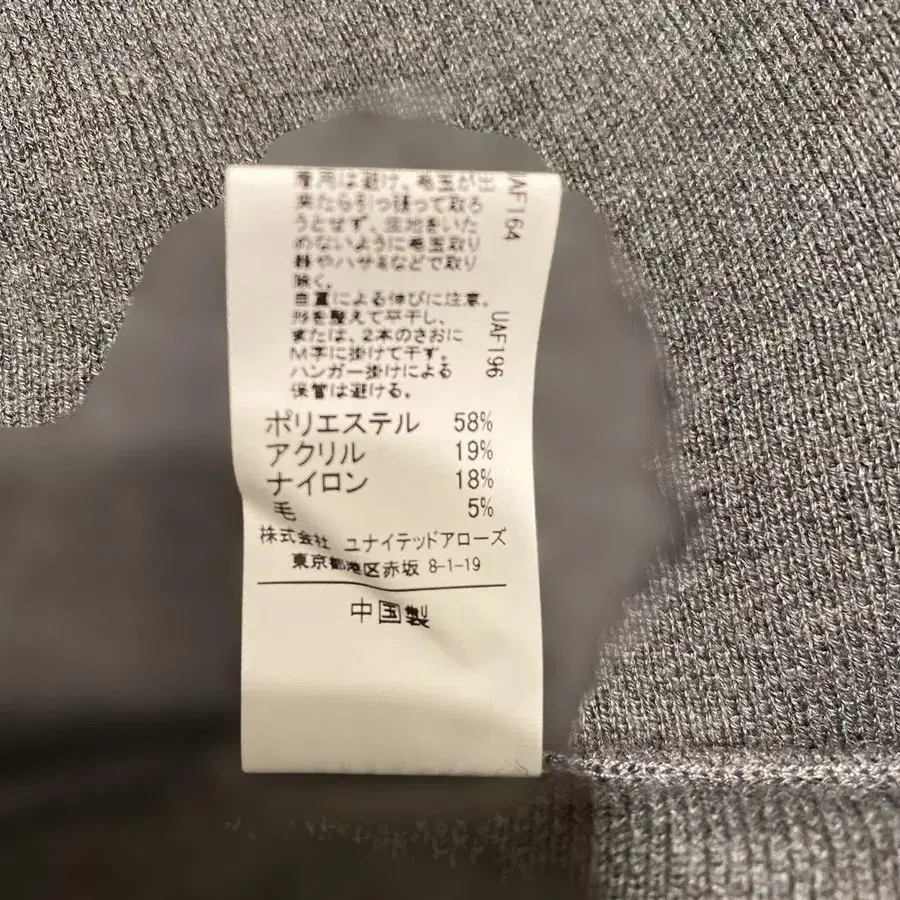 着用は避け、毛玉が出
来たら引っ張って取ろ
うとせず、生地をいた
めないように毛玉取り
器やハサミなどで取り
除く。
自重による伸びに注意。
形を整えて平干し、
または、2本のさおに
M字に掛けて干す。
ハンガー掛けによる
保管は避ける。
ポリエステル 58%
アクリル 19%
ナイロン 18%
毛 5%
株式会社 ユナイテッドアローズ
東京都港区赤坂 8-1-19
中国製
UAF164
UAF196